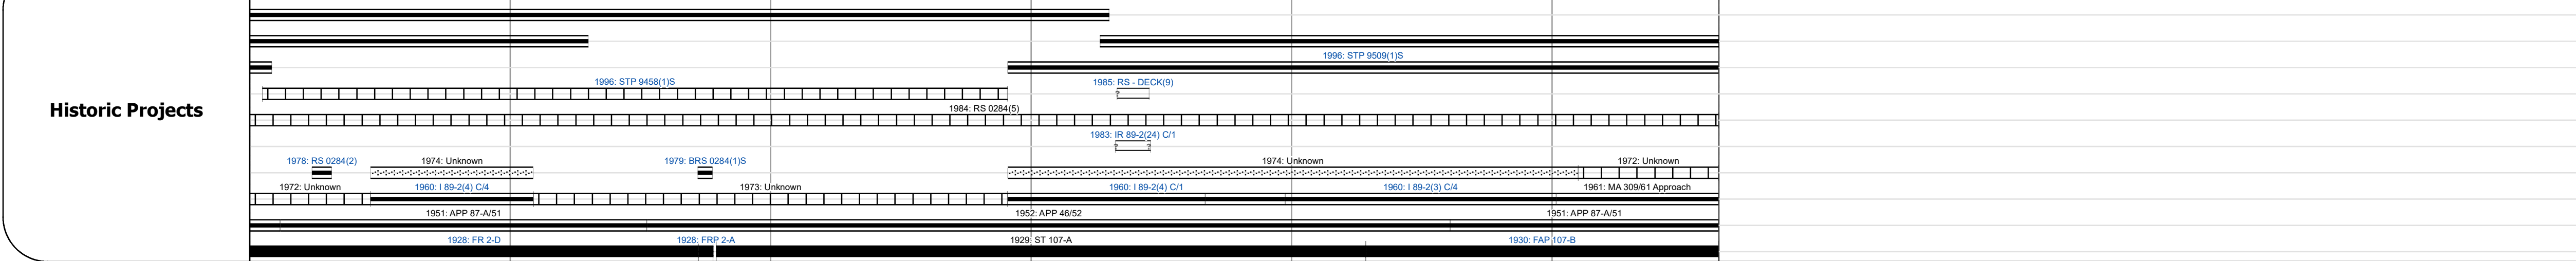 1996: STP 9509(1)S
1996: STP 9458(1)S
1985: RS - DECK(9)
?
Historic Projects
1984: RS 0284(5)
1983: IR 89-2(24) C/1
? ?
1978: RS 0284(2)
1974: Unknown
1979: BRS 0284(1)S
1974: Unknown
1972: Unknown
1972: Unknown
1960: I 89-2(4) C/4
1973: Unknown
1960: I 89-2(4) C/1
1960: I 89-2(3) C/4
1961: MA 309/61 Approach
1951: APP 87-A/51
1952: APP 46/52
1951: APP 87-A/51
1928: FR 2-D
1928: FRP 2-A
1929: ST 107-A
1930: FAP 107-B